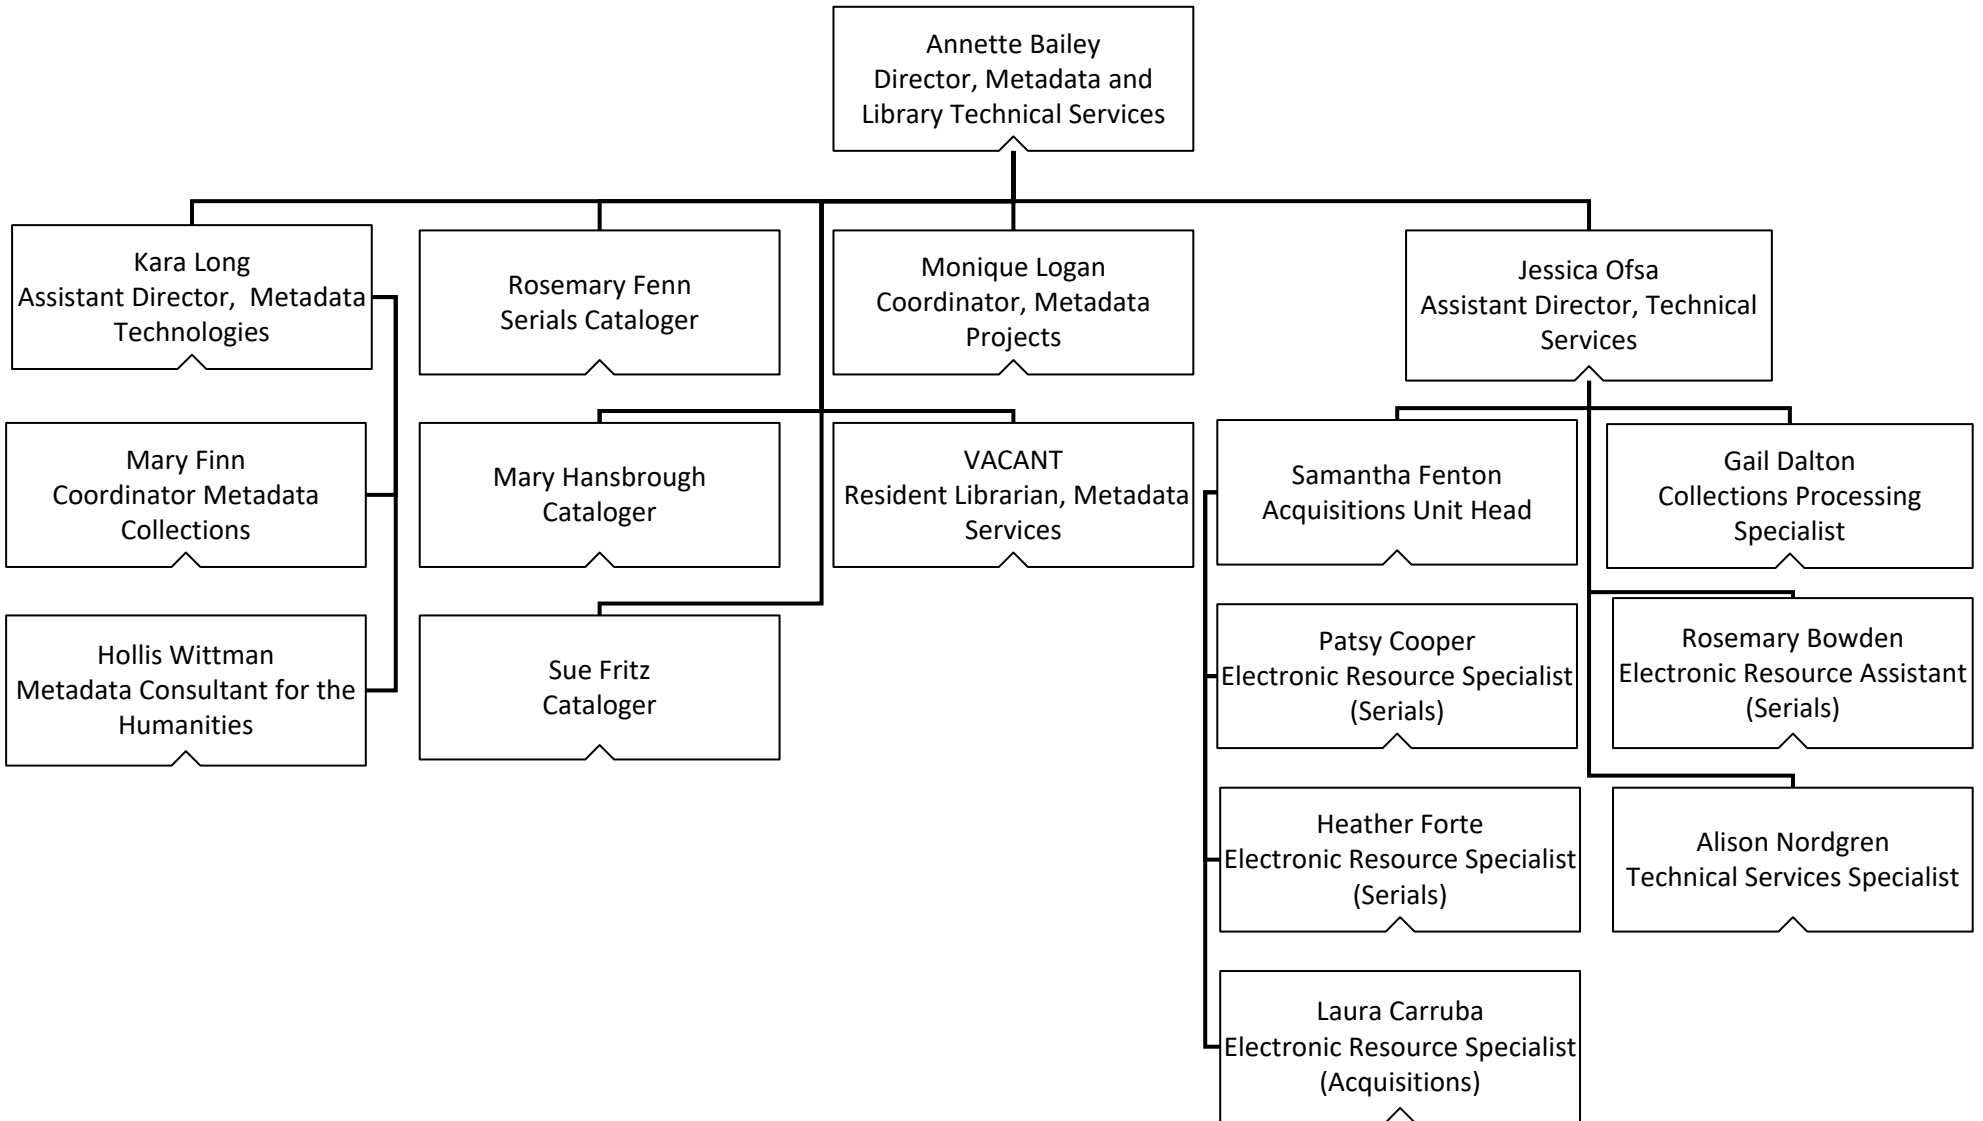 Annette Bailey
Director, Metadata and
Library Technical Services
Kara Long
Assistant Director,  Metadata
Technologies
Rosemary Fenn
Serials Cataloger
Monique Logan
Coordinator, Metadata
Projects
Jessica Ofsa
Assistant Director, Technical
Services
Mary Finn
Coordinator Metadata
Collections
Mary Hansbrough
Cataloger
VACANT
Resident Librarian, Metadata
Services
Samantha Fenton
Acquisitions Unit Head
Gail Dalton
Collections Processing
Specialist
Hollis Wittman
Metadata Consultant for the
Humanities
Sue Fritz
Cataloger
Patsy Cooper
Electronic Resource Specialist
(Serials)
Rosemary Bowden
Electronic Resource Assistant
(Serials)
Heather Forte
Electronic Resource Specialist
(Serials)
Alison Nordgren
Technical Services Specialist
Laura Carruba
Electronic Resource Specialist
(Acquisitions)